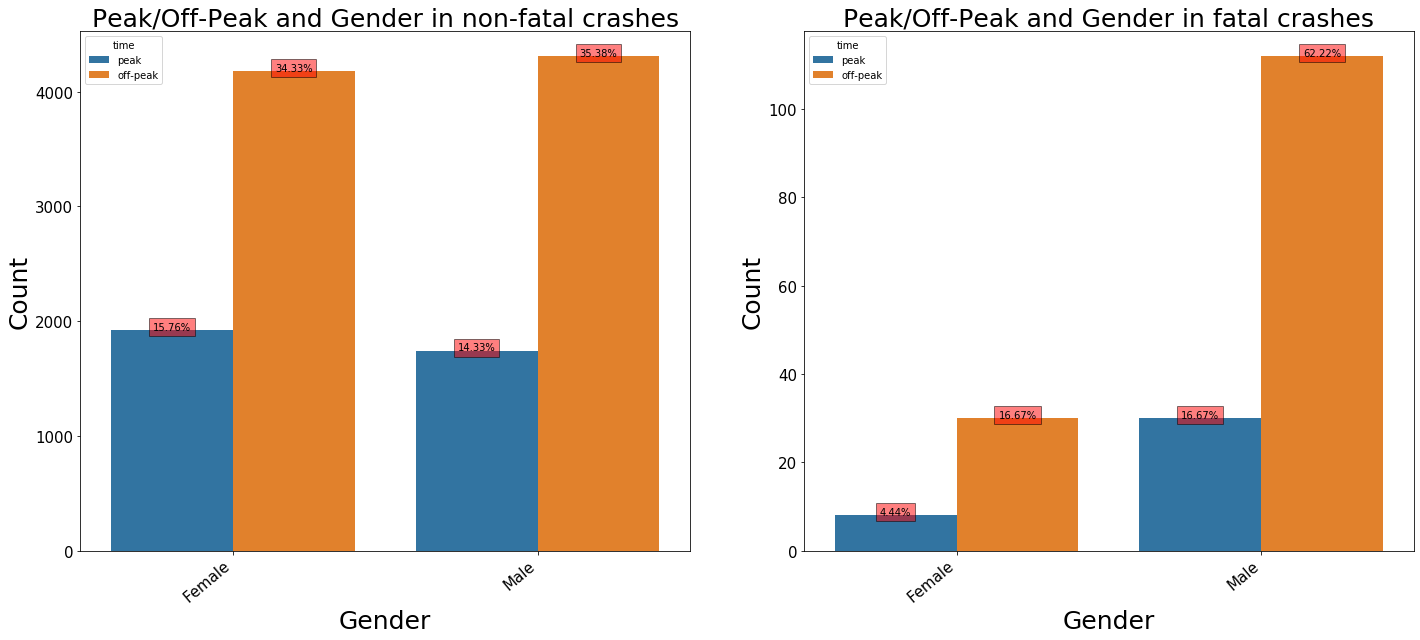 Peak/Off-Peak and Gender in non-fatal crashes
time
peak
off-peak
34.33%
35.38%
15.76%
14.33%
4000
3000
2000
1000
0
Count
Female
Male
Gender
Peak/Off-Peak and Gender in fatal crashes
time
peak
off-peak
62.22%
16.67%
16.67%
4.44%
100
80
60
40
20
0
Count
Female
Male
Gender